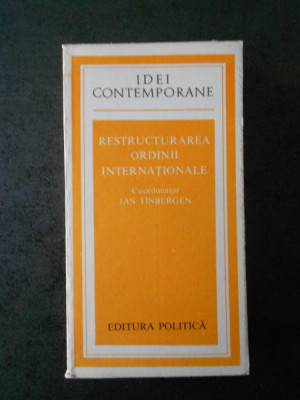 IDEI
CONTEMPORANE
RESTRUCTURAREA
ORDINII
INTERNAȚIONALE
Coordonator
JAN TINBERGEN
EDITURA POLITICĂ